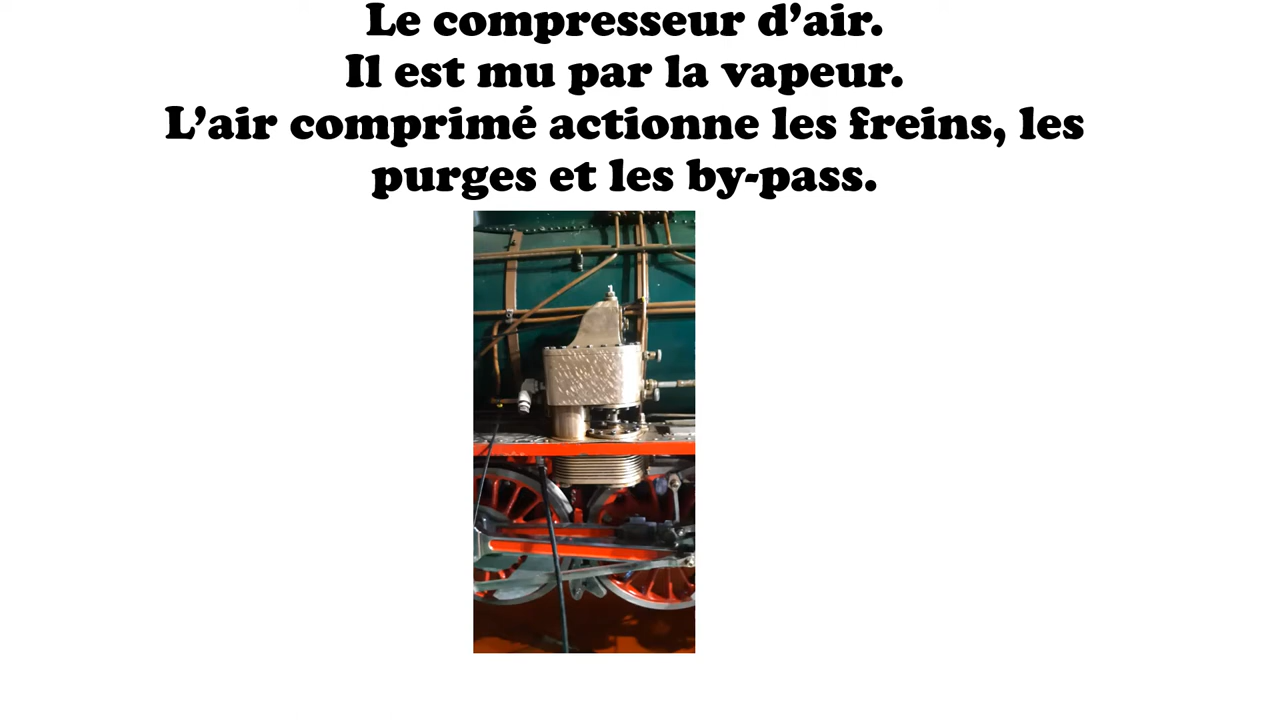 Le compresseur d’air.
Il est mu par la vapeur.
L’air comprimé actionne les freins, les
purges et les by-pass.